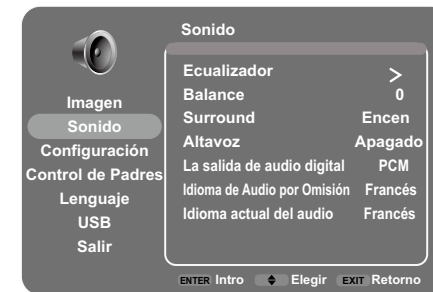 Sonido
Imagen
Sonido
Configuración
Control de Padres
Lenguaje
USB
Salir
Ecualizador >
Balance 0
Surround Encen
Altavoz Apagado
La salida de audio digital PCM
Idioma de Audio por Omisión Francés
Idioma actual del audio Francés
ENTER Intro Elegir EXIT Retorno